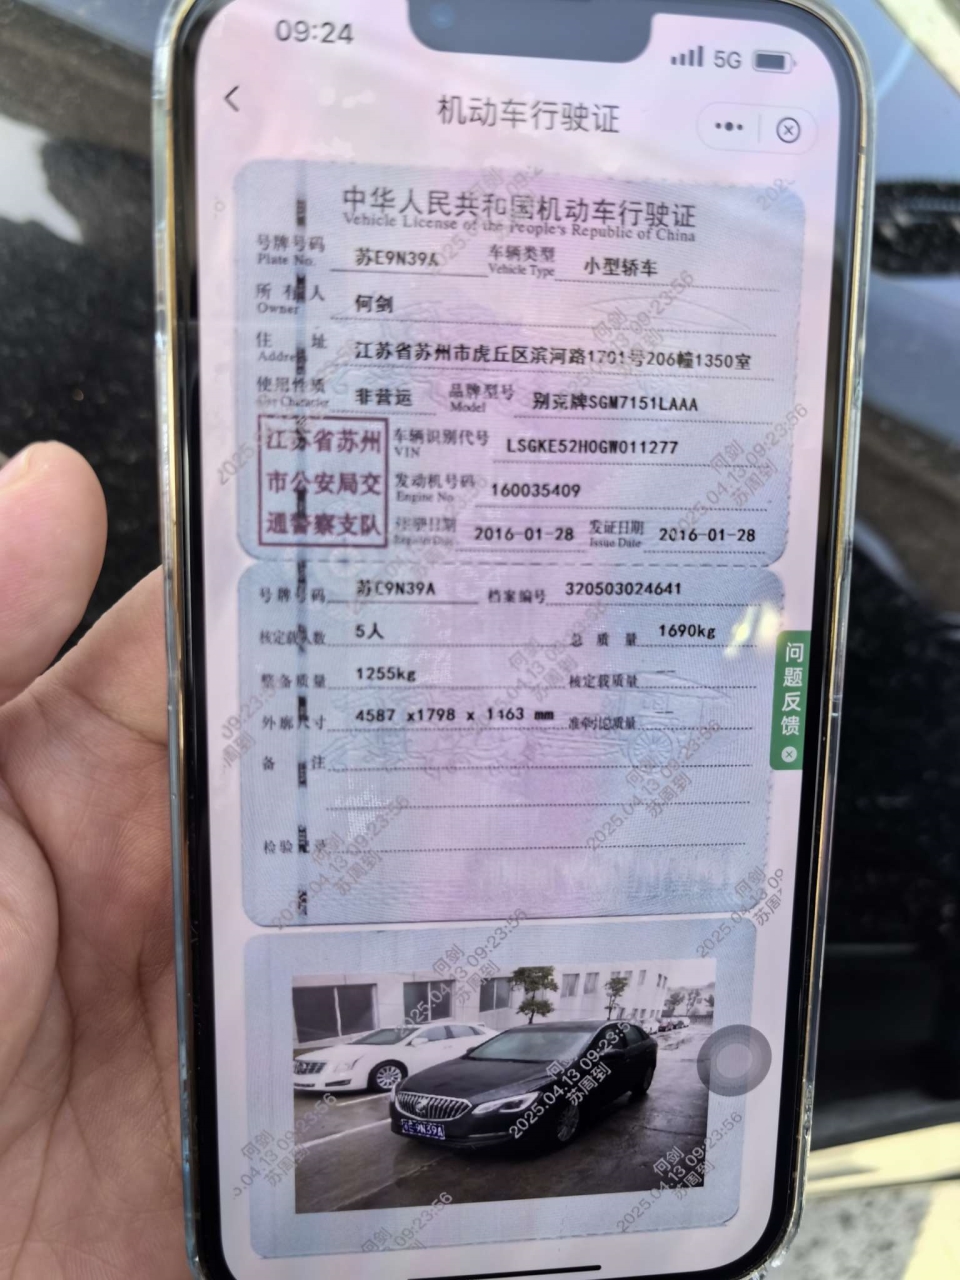 09:24
5G
机动车行驶证
中华人民共和国机动车行驶证
Vehicle License of the People's Republic of China
号牌号码 苏E9N39A 车辆类型 小型轿车
Plate No. Vehicle Type
所有人 何剑
Owner
住址 江苏省苏州市虎丘区滨河路1701号206幢1350室
Address
使用性质 非营运 品牌型号 别克牌SGM7151LAAA
Use Character Model
江苏省苏州
市公安局交
通警察支队
车辆识别代号 LSGKE52H0GW011277
VIN
发动机号码 160035409
Engine No.
注册日期 2016-01-28 发证日期 2016-01-28
Register Date Issue Date
号牌号码 苏E9N39A 档案编号 320503024641
核定载人数 5人 总质量 1690kg
整备质量 1255kg 核定载质量 --
外廓尺寸 4587 x1798 x 1463 mm 准牵引总质量 --
备注
检验记录
问题反馈
何剑
2025.04.13 09:23:56
苏周到